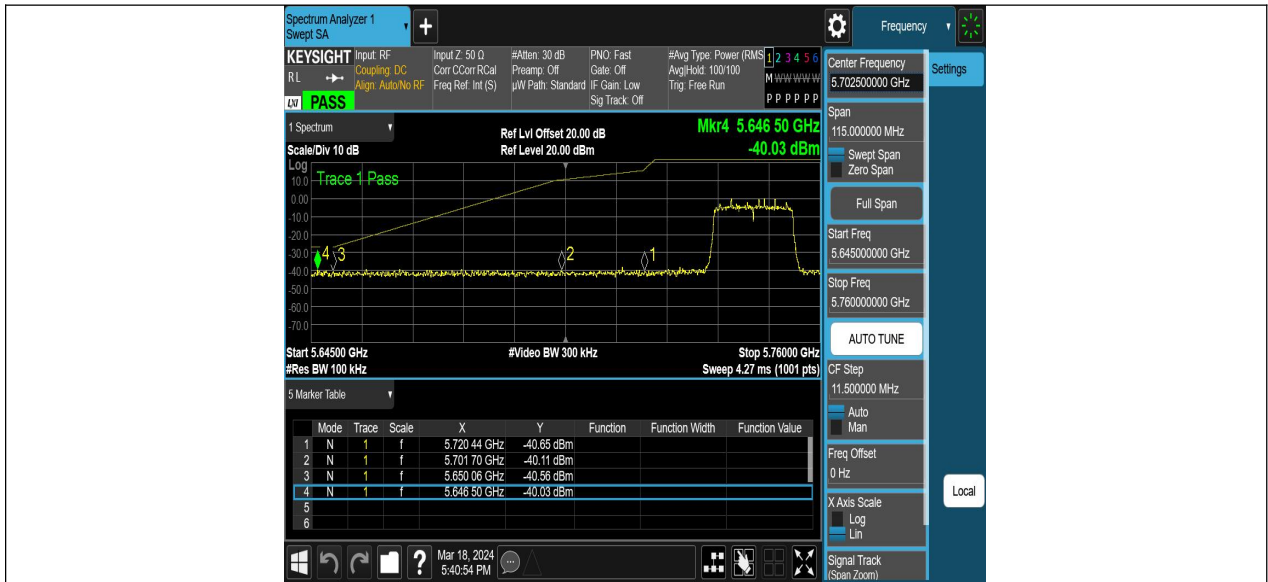 Spectrum Analyzer 1
Swept SA
+
Frequency
KEYSIGHT
RL
LXI PASS
Input: RF
Coupling: DC
Align: Auto/No RF
Input Z: 50 Ω
Corr CCorr RCal
Freq Ref: Int (S)
#Atten: 30 dB
Preamp: Off
µW Path: Standard
PNO: Fast
Gate: Off
IF Gain: Low
Sig Track: Off
#Avg Type: Power (RMS
Avg|Hold: 100/100
Trig: Free Run
1 2 3 4 5 6
M W W W W W
P P P P P P
1 Spectrum
Scale/Div 10 dB
Ref Lvl Offset 20.00 dB
Ref Level 20.00 dBm
Mkr4 5.646 50 GHz
-40.03 dBm
Log
Trace 1 Pass
10.0
0.00
-10.0
-20.0
-30.0
-40.0
-50.0
-60.0
-70.0
4 3 2 1
Start 5.64500 GHz
#Video BW 300 kHz
Stop 5.76000 GHz
#Res BW 100 kHz
Sweep 4.27 ms (1001 pts)
5 Marker Table
Mode Trace Scale X Y Function Function Width Function Value
1 N 1 f 5.720 44 GHz -40.65 dBm
2 N 1 f 5.701 70 GHz -40.11 dBm
3 N 1 f 5.650 06 GHz -40.56 dBm
4 N 1 f 5.646 50 GHz -40.03 dBm
5
6
?
Mar 18, 2024
5:40:54 PM
Center Frequency
5.702500000 GHz
Settings
Span
115.000000 MHz
Swept Span
Zero Span
Full Span
Start Freq
5.645000000 GHz
Stop Freq
5.760000000 GHz
AUTO TUNE
CF Step
11.500000 MHz
Auto
Man
Freq Offset
0 Hz
X Axis Scale
Log
Lin
Local
Signal Track
(Span Zoom)